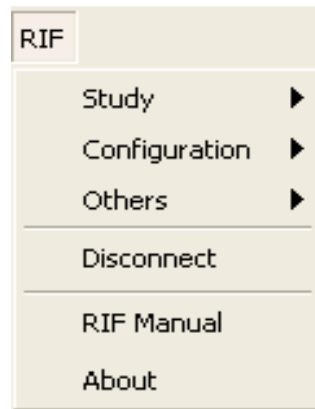 RIF
Study
Configuration
Others
Disconnect
RIF Manual
About